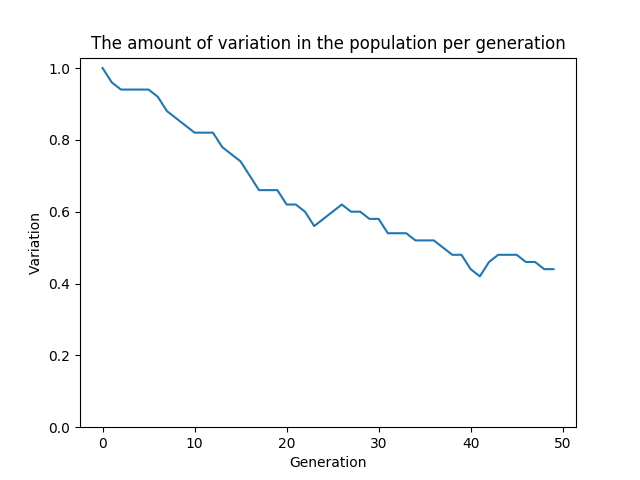 The amount of variation in the population per generation
1.0
0.8
0.6
0.4
0.2
0.0
Variation
0 10 20 30 40 50
Generation